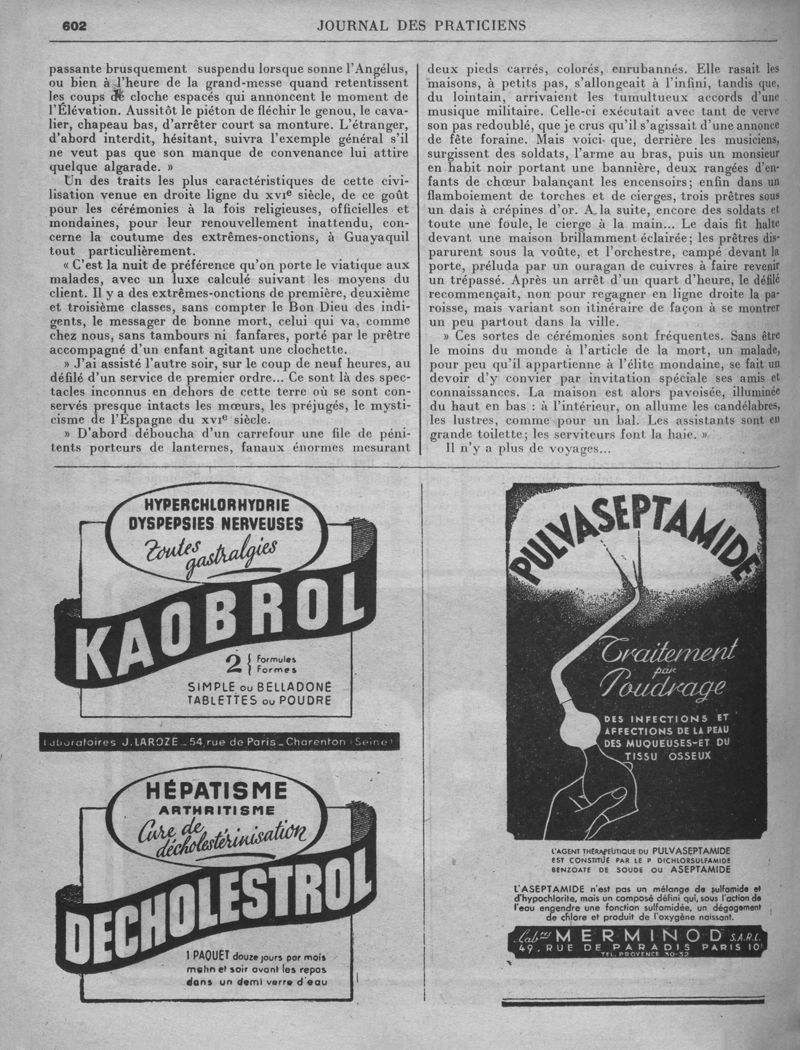 602
JOURNAL DES PRATICIENS
passante brusquement suspendu lorsque sonne l'Angélus,
ou bien à l'heure de la grand-messe quand retentissent
les coups de cloche espacés qui annoncent le moment de
l'Élévation. Aussitôt le piéton de fléchir le genou, le cava-
lier, chapeau bas, d'arrêter court sa monture. L'étranger,
d'abord interdit, hésitant, suivra l'exemple général s'il
ne veut pas que son manque de convenance lui attire
quelque algarade. »
Un des traits les plus caractéristiques de cette civi-
lisation venue en droite ligne du XVIe siècle, de ce goût
pour les cérémonies à la fois religieuses, officielles et
mondaines, pour leur renouvellement inattendu, con-
cerne la coutume des extrêmes-onctions, à Guayaquil
tout particulièrement.
« C'est la nuit de préférence qu'on porte le viatique aux
malades, avec un luxe calculé suivant les moyens du
client. Il y a des extrêmes-onctions de première, deuxième
et troisième classes, sans compter le Bon Dieu des indi-
gents, le messager de bonne mort, celui qui va, comme
chez nous, sans tambours ni fanfares, porté par le prêtre
accompagné d'un enfant agitant une clochette.
» J'ai assisté l'autre soir, sur le coup de neuf heures, au
défilé d'un service de premier ordre... Ce sont là des spec-
tacles inconnus en dehors de cette terre où se sont con-
servés presque intacts les mœurs, les préjugés, le mysti-
cisme de l'Espagne du XVIe siècle.
» D'abord déboucha d'un carrefour une file de péni-
tents porteurs de lanternes, fanaux énormes mesurant
deux pieds carrés, colorés, enrubannés. Elle rasait les
maisons, à petits pas, s'allongeait à l'infini, tandis que,
du lointain, arrivaient les tumultueux accords d'une
musique militaire. Celle-ci exécutait avec tant de verve
son pas redoublé, que je crus qu'il s'agissait d'une annonce
de fête foraine. Mais voici que, derrière les musiciens,
surgissent des soldats, l'arme au bras, puis un monsieur
en habit noir portant une bannière, deux rangées d'en-
fants de chœur balançant les encensoirs; enfin dans un
flamboiement de torches et de cierges, trois prêtres sous
un dais à crépines d'or. A la suite, encore des soldats et
toute une foule, le cierge à la main... Le dais fit halte
devant une maison brillamment éclairée; les prêtres dis-
parurent sous la voûte, et l'orchestre, campé devant la
porte, préluda par un ouragan de cuivres à faire revenir
un trépassé. Après un arrêt d'un quart d'heure, le défilé
recommençait, non pour regagner en ligne droite la pa-
roisse, mais variant son itinéraire de façon à se montrer
un peu partout dans la ville.
» Ces sortes de cérémonies sont fréquentes. Sans être
le moins du monde à l'article de la mort, un malade,
pour peu qu'il appartienne à l'élite mondaine, se fait un
devoir d'y convier par invitation spéciale ses amis et
connaissances. La maison est alors pavoisée, illuminée
du haut en bas : à l'intérieur, on allume les candélabres,
les lustres, comme pour un bal. Les assistants sont en
grande toilette; les serviteurs font la haie. »
Il n'y a plus de voyages...
HYPERCHLORHYDRIE
DYSPEPSIES NERVEUSES
Toutes
gastralgies
KAOBROL
2 Formules
Formes
SIMPLE ou BELLADONÉ
TABLETTES ou POUDRE
Laboratoires J. LAROZE _ 54, rue de Paris _ Charenton (Seine)
HÉPATISME
ARTHRITISME
Cure de
décholestérinisation
DECHOLESTROL
1 PAQUET douze jours par mois
matin et soir avant les repas
dans un demi verre d'eau
PULVASEPTAMIDE
Traitement
par
Poudrage
DES INFECTIONS ET
AFFECTIONS DE LA PEAU
DES MUQUEUSES-ET DU
TISSU OSSEUX
L'AGENT THÉRAPEUTIQUE DU PULVASEPTAMIDE
EST CONSTITUÉ PAR LE P DICHLORSULFAMIDE
BENZOATE DE SOUDE OU ASEPTAMIDE
L'ASEPTAMIDE n'est pas un mélange de sulfamide et
d'hypochlorite, mais un composé défini qui, sous l'action de
l'eau engendre une fonction sulfamidée, un dégagement
de chlore et produit de l'oxygène naissant.
Labres MERMINOD S.A.R.L.
49, RUE DE PARADIS PARIS 10
TEL. PROVENCE 30-32